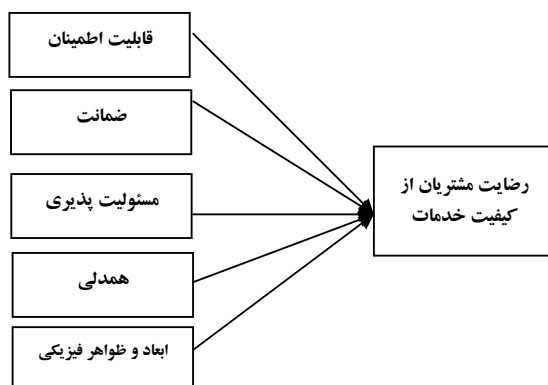 قابلیت اطمینان
ضمانت
مسئولیت پذیری
همدلی
ابعاد و ظواهر فیزیکی
رضایت مشتریان از
کیفیت خدمات